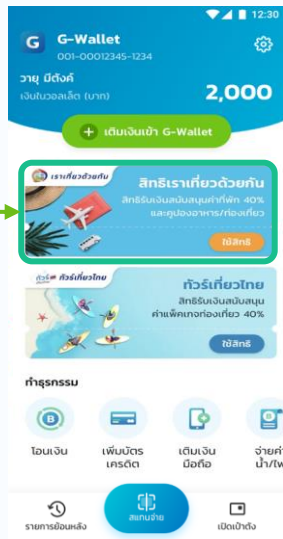 12:30
G
G-Wallet
001-00012345-1234
วายุ มีตังค์
เงินในวอลเล็ต (บาท)
2,000
+ เติมเงินเข้า G-Wallet
เราเที่ยวด้วยกัน
สิทธิเราเที่ยวด้วยกัน
สิทธิรับเงินสนับสนุนค่าที่พัก 40%
และคูปองอาหาร/ท่องเที่ยว
ใช้สิทธิ
ทัวร์เที่ยวไทย
ทัวร์เที่ยวไทย
สิทธิรับเงินสนับสนุน
ค่าแพ็คเกจท่องเที่ยว 40%
ใช้สิทธิ
ทำธุรกรรม
โอนเงิน
เพิ่มบัตร
เครดิต
เติมเงิน
มือถือ
จ่ายค่า
น้ำ/ไฟ
รายการย้อนหลัง
สแกนจ่าย
เปิดเป๋าตัง